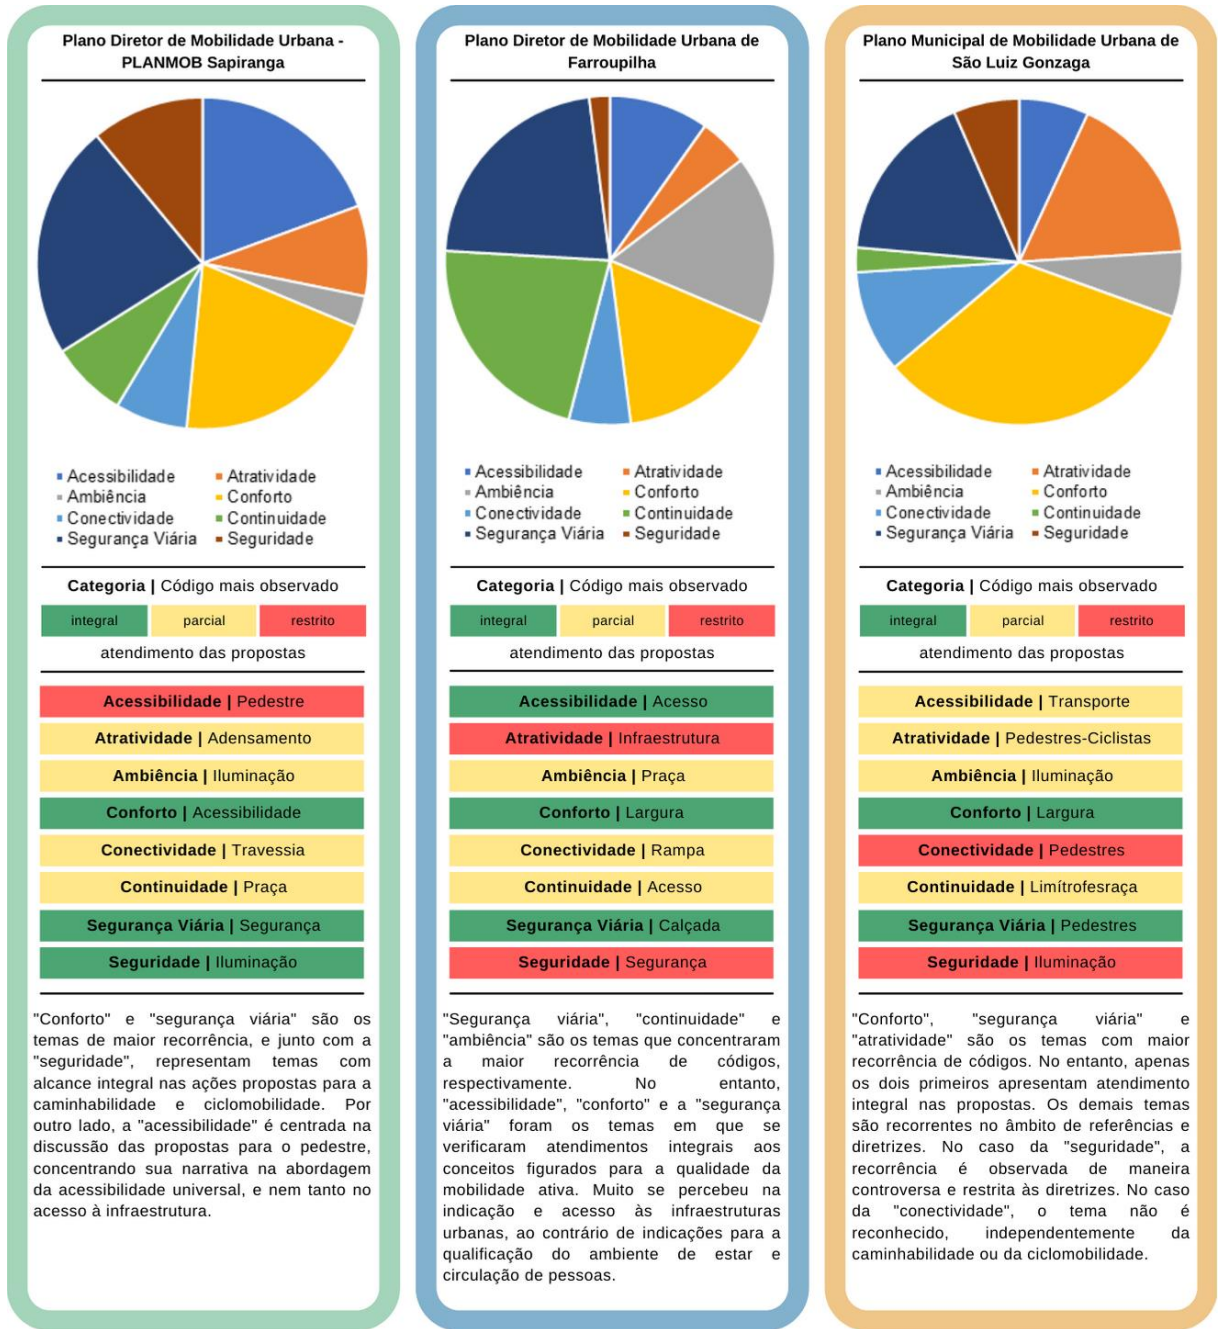 Plano Diretor de Mobilidade Urbana -
PLANMOB Sapiranga
Acessibilidade
Atratividade
Ambiência
Conforto
Conectividade
Continuidade
Segurança Viária
Seguridade
Categoria | Código mais observado
integral
parcial
restrito
atendimento das propostas
Acessibilidade | Pedestre
Atratividade | Adensamento
Ambiência | Iluminação
Conforto | Acessibilidade
Conectividade | Travessia
Continuidade | Praça
Segurança Viária | Segurança
Seguridade | Iluminação
"Conforto" e "segurança viária" são os
temas de maior recorrência, e junto com a
"seguridade", representam temas com
alcance integral nas ações propostas para a
caminhabilidade e ciclomobilidade. Por
outro lado, a "acessibilidade" é centrada na
discussão das propostas para o pedestre,
concentrando sua narrativa na abordagem
da acessibilidade universal, e nem tanto no
acesso à infraestrutura.
Plano Diretor de Mobilidade Urbana de
Farroupilha
Acessibilidade
Atratividade
Ambiência
Conforto
Conectividade
Continuidade
Segurança Viária
Seguridade
Categoria | Código mais observado
integral
parcial
restrito
atendimento das propostas
Acessibilidade | Acesso
Atratividade | Infraestrutura
Ambiência | Praça
Conforto | Largura
Conectividade | Rampa
Continuidade | Acesso
Segurança Viária | Calçada
Seguridade | Segurança
"Segurança viária", "continuidade" e
"ambiência" são os temas que concentraram
a maior recorrência de códigos,
respectivamente. No entanto,
"acessibilidade", "conforto" e a "segurança
viária" foram os temas em que se
verificaram atendimentos integrais aos
conceitos figurados para a qualidade da
mobilidade ativa. Muito se percebeu na
indicação e acesso às infraestruturas
urbanas, ao contrário de indicações para a
qualificação do ambiente de estar e
circulação de pessoas.
Plano Municipal de Mobilidade Urbana de
São Luiz Gonzaga
Acessibilidade
Atratividade
Ambiência
Conforto
Conectividade
Continuidade
Segurança Viária
Seguridade
Categoria | Código mais observado
integral
parcial
restrito
atendimento das propostas
Acessibilidade | Transporte
Atratividade | Pedestres-Ciclistas
Ambiência | Iluminação
Conforto | Largura
Conectividade | Pedestres
Continuidade | Limítrofesraça
Segurança Viária | Pedestres
Seguridade | Iluminação
"Conforto", "segurança viária" e
"atratividade" são os temas com maior
recorrência de códigos. No entanto, apenas
os dois primeiros apresentam atendimento
integral nas propostas. Os demais temas
são recorrentes no âmbito de referências e
diretrizes. No caso da "seguridade", a
recorrência é observada de maneira
controversa e restrita às diretrizes. No caso
da "conectividade", o tema não é
reconhecido, independentemente da
caminhabilidade ou da ciclomobilidade.